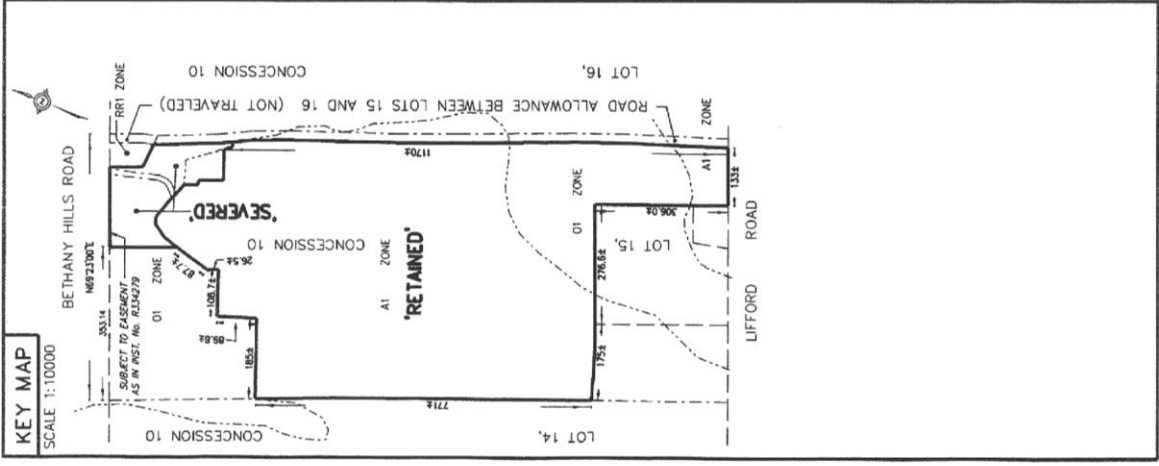 KEY MAP
SCALE 1:10000
BETHANY HILLS ROAD
N69°23'00"E
353.14
SUBJECT TO EASEMENT
AS IN INST. No. R334279
RR1 ZONE
CONCESSION 10
LOT 16,
ROAD ALLOWANCE BETWEEN LOTS 15 AND 16 (NOT TRAVELED)
ZONE
A1
1170±
133±
'SEVERED'
O1 ZONE
87.7±
26.5±
108.7±
89.6±
185±
CONCESSION 10
A1 ZONE
'RETAINED'
O1 ZONE
306.0±
LOT 15,
276.6±
175±
771±
LIFFORD ROAD
CONCESSION 10
LOT 14,